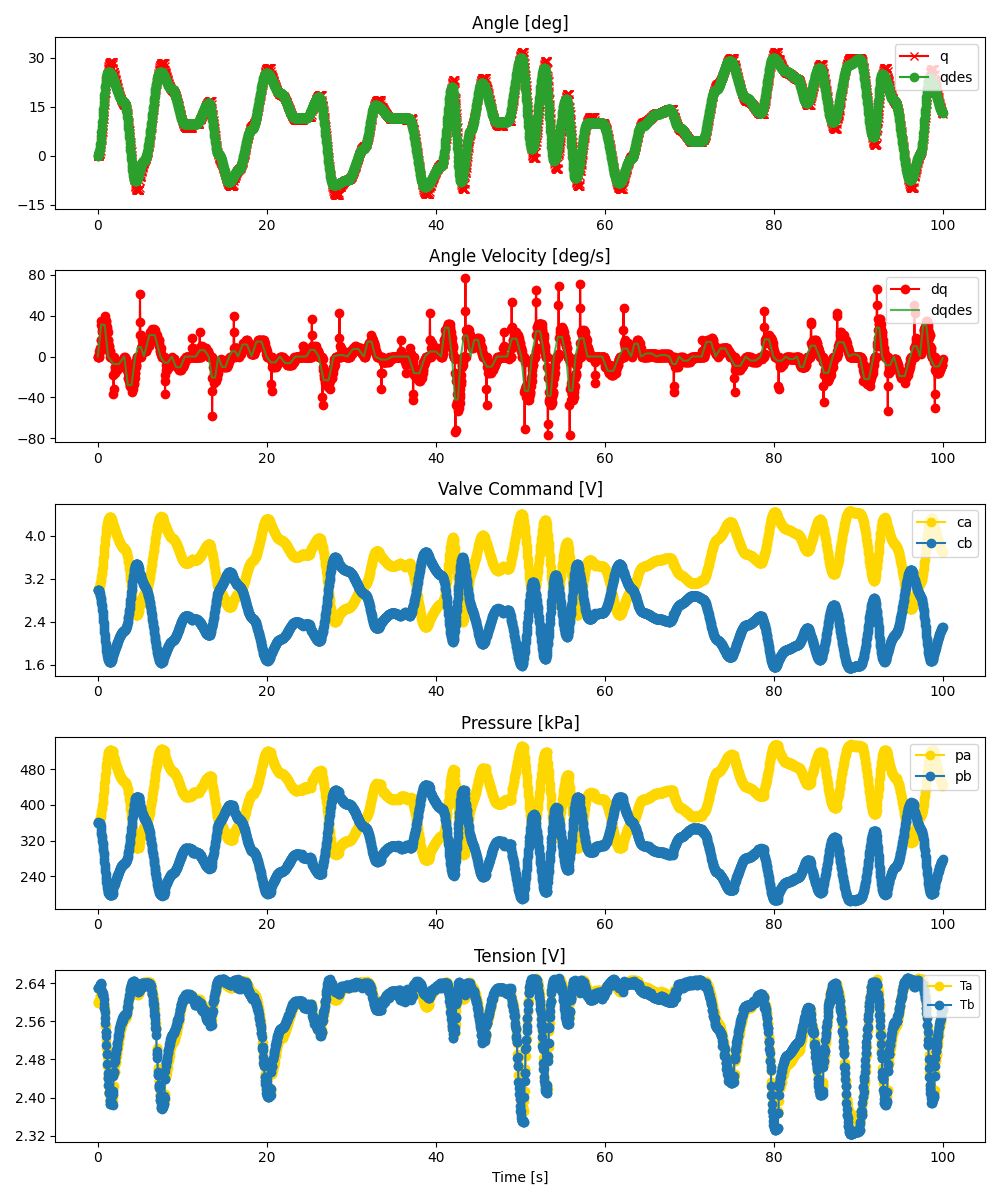 Angle [deg]
30
15
0
−15
q
qdes
0 20 40 60 80 100
Angle Velocity [deg/s]
80
40
0
−40
−80
dq
dqdes
0 20 40 60 80 100
Valve Command [V]
4.0
3.2
2.4
1.6
ca
cb
0 20 40 60 80 100
Pressure [kPa]
480
400
320
240
pa
pb
0 20 40 60 80 100
Tension [V]
2.64
2.56
2.48
2.40
2.32
Ta
Tb
0 20 40 60 80 100
Time [s]